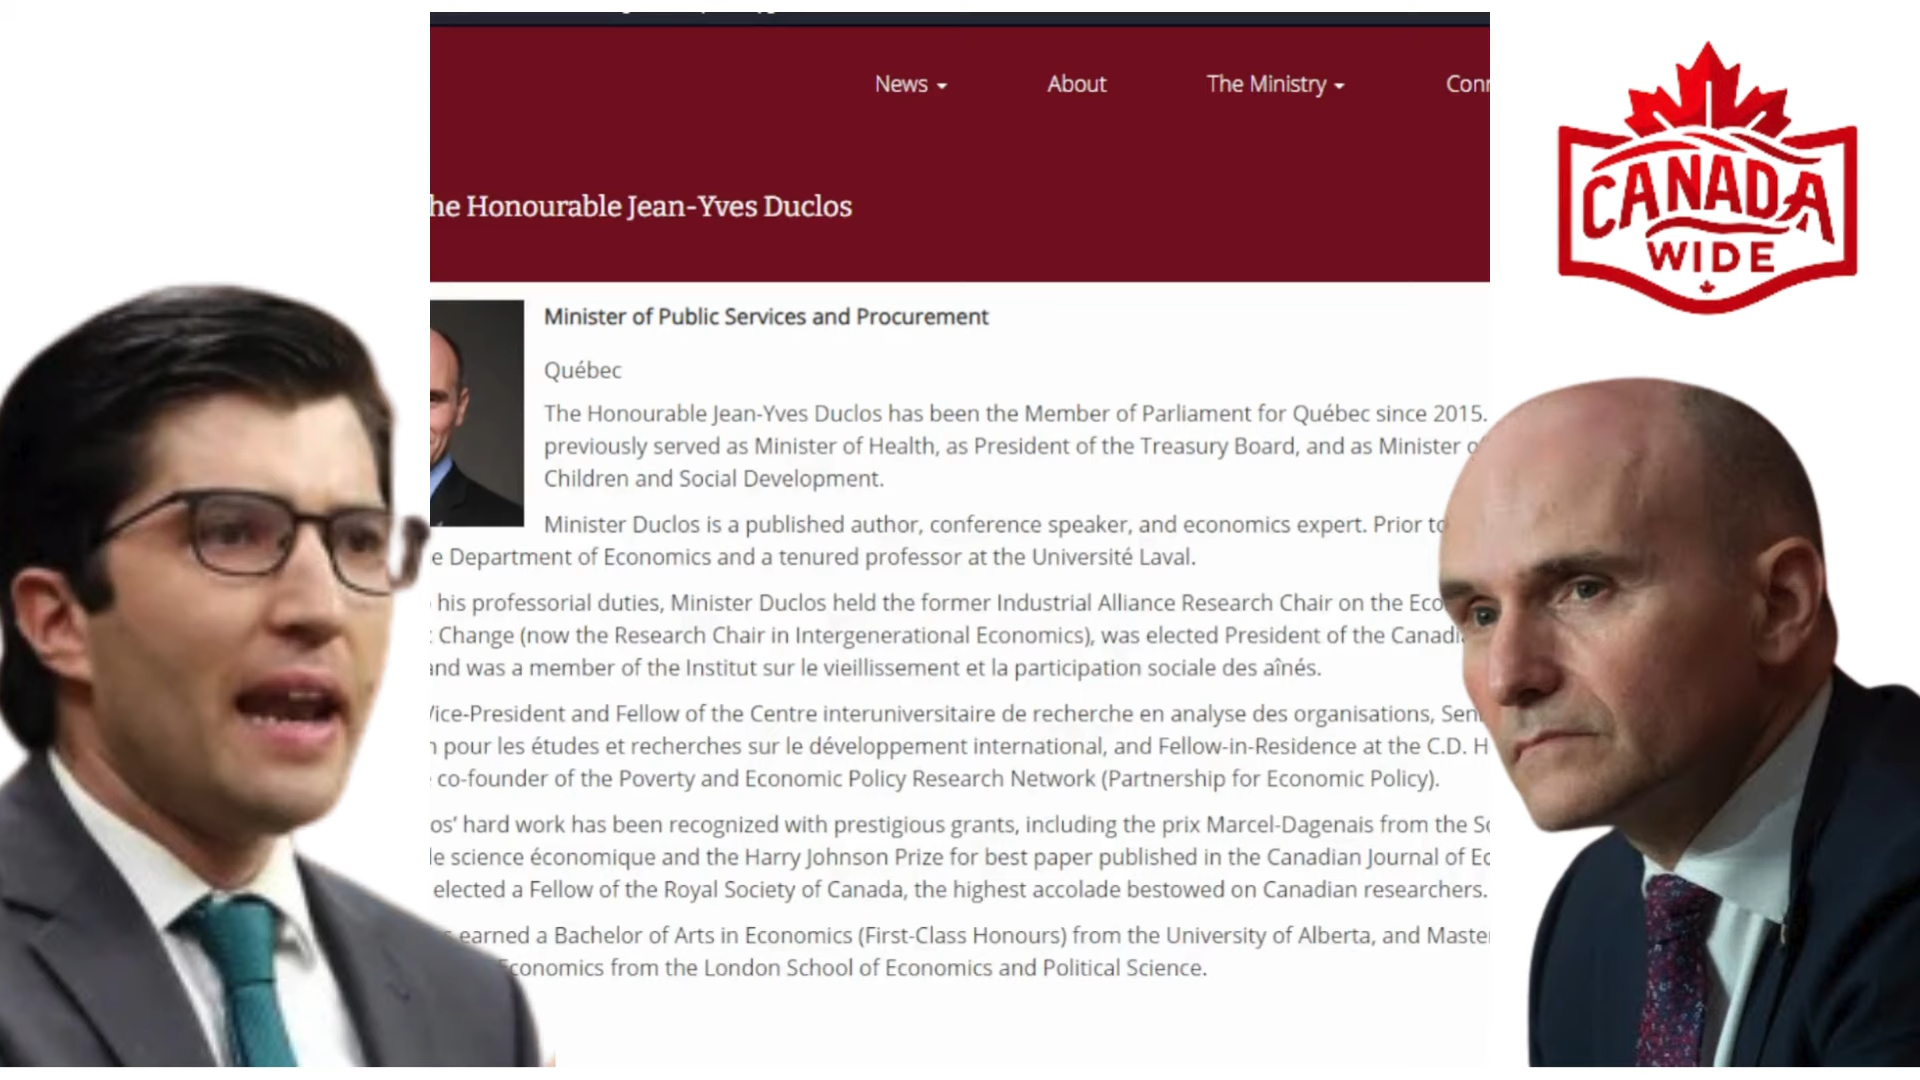 News About The Ministry
he Honourable Jean-Yves Duclos
CANADA
WIDE
Minister of Public Services and Procurement
Québec
The Honourable Jean-Yves Duclos has been the Member of Parliament for Québec since 2015.
previously served as Minister of Health, as President of the Treasury Board, and as Minister o
Children and Social Development.
Minister Duclos is a published author, conference speaker, and economics expert. Prior to
e Department of Economics and a tenured professor at the Université Laval.
his professorial duties, Minister Duclos held the former Industrial Alliance Research Chair on the Eco
Change (now the Research Chair in Intergenerational Economics), was elected President of the Canadi
and was a member of the Institut sur le vieillissement et la participation sociale des aînés.
Vice-President and Fellow of the Centre interuniversitaire de recherche en analyse des organisations, Seni
n pour les études et recherches sur le développement international, and Fellow-in-Residence at the C.D. H
co-founder of the Poverty and Economic Policy Research Network (Partnership for Economic Policy).
os' hard work has been recognized with prestigious grants, including the prix Marcel-Dagenais from the So
de science économique and the Harry Johnson Prize for best paper published in the Canadian Journal of Ec
elected a Fellow of the Royal Society of Canada, the highest accolade bestowed on Canadian researchers.
earned a Bachelor of Arts in Economics (First-Class Honours) from the University of Alberta, and Master
Economics from the London School of Economics and Political Science.